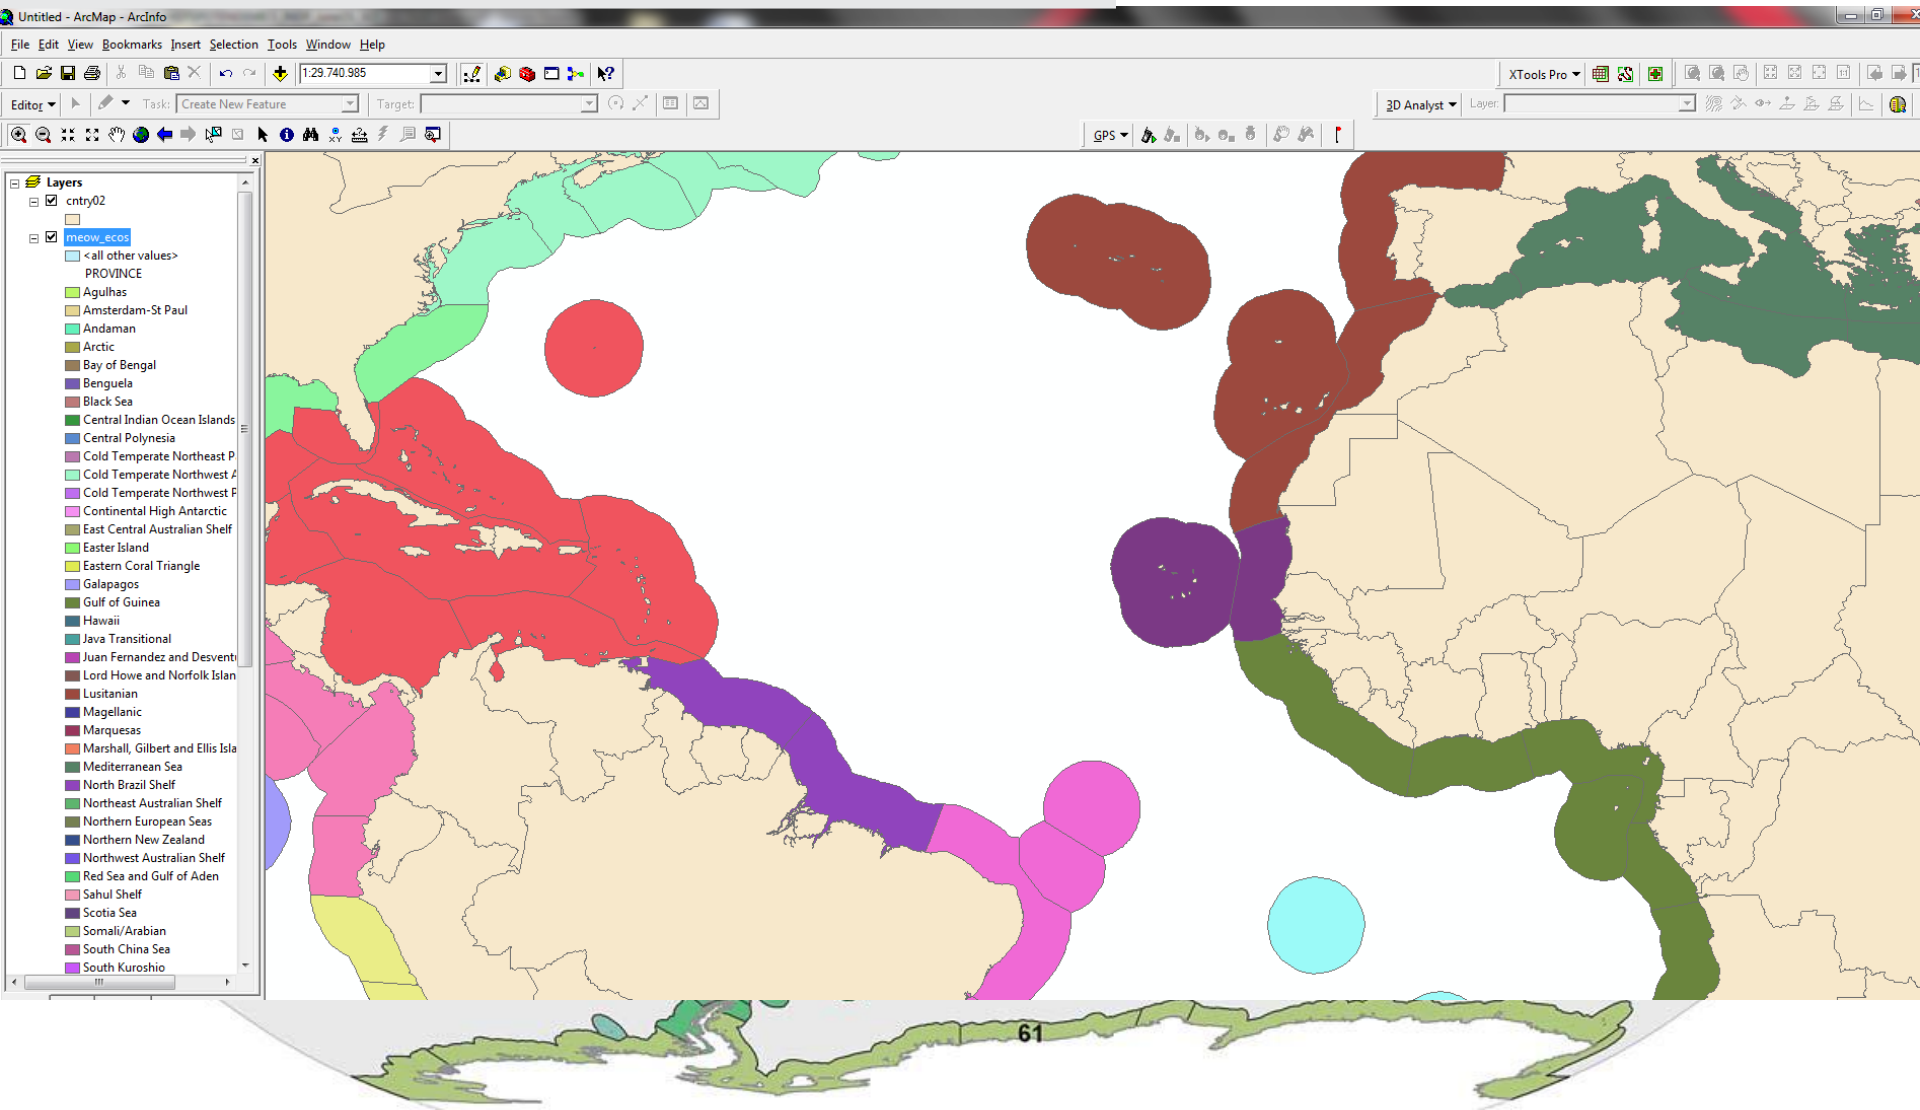 Untitled - ArcMap - ArcInfo
File Edit View Bookmarks Insert Selection Tools Window Help
1:29.740.985
XTools Pro
Editor Task: Create New Feature Target:
3D Analyst Layer:
GPS
Layers
cntry02
meow_ecos
<all other values>
PROVINCE
Agulhas
Amsterdam-St Paul
Andaman
Arctic
Bay of Bengal
Benguela
Black Sea
Central Indian Ocean Islands
Central Polynesia
Cold Temperate Northeast P
Cold Temperate Northwest A
Cold Temperate Northwest P
Continental High Antarctic
East Central Australian Shelf
Easter Island
Eastern Coral Triangle
Galapagos
Gulf of Guinea
Hawaii
Java Transitional
Juan Fernandez and Desvent
Lord Howe and Norfolk Islan
Lusitanian
Magellanic
Marquesas
Marshall, Gilbert and Ellis Isla
Mediterranean Sea
North Brazil Shelf
Northeast Australian Shelf
Northern European Seas
Northern New Zealand
Northwest Australian Shelf
Red Sea and Gulf of Aden
Sahul Shelf
Scotia Sea
Somali/Arabian
South China Sea
South Kuroshio
61